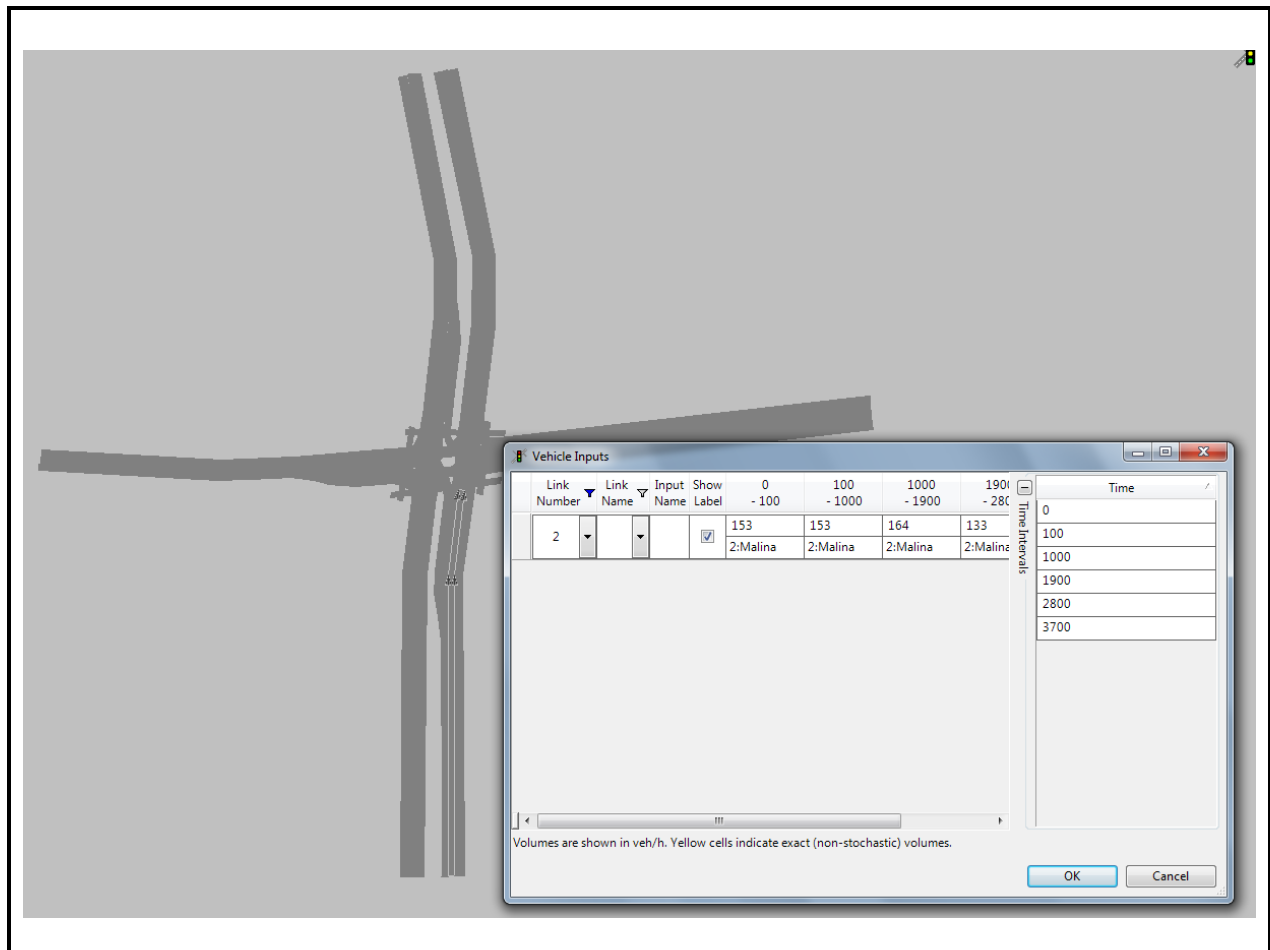 Vehicle Inputs
Link Number Link Name Input Name Show Label 0 - 100 100 - 1000 1000 - 1900 190 - 280
2 153 153 164 133
2:Malina 2:Malina 2:Malina 2:Malina
Time Intervals
Time
0
100
1000
1900
2800
3700
Volumes are shown in veh/h. Yellow cells indicate exact (non-stochastic) volumes.
OK Cancel